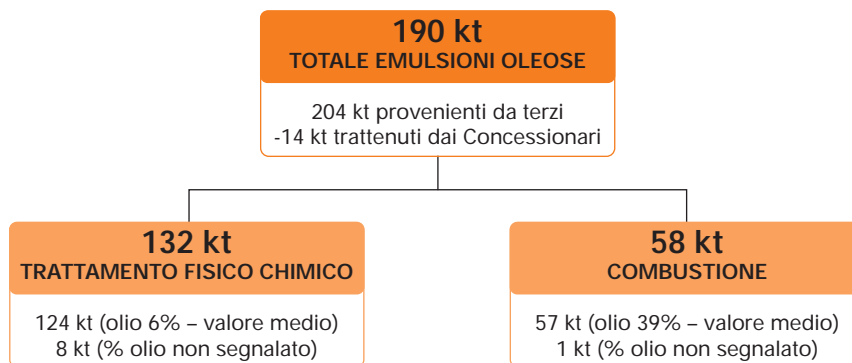 190 kt
TOTALE EMULSIONI OLEOSE
204 kt provenienti da terzi
-14 kt trattenuti dai Concessionari
132 kt
TRATTAMENTO FISICO CHIMICO
124 kt (olio 6% – valore medio)
8 kt (% olio non segnalato)
58 kt
COMBUSTIONE
57 kt (olio 39% – valore medio)
1 kt (% olio non segnalato)